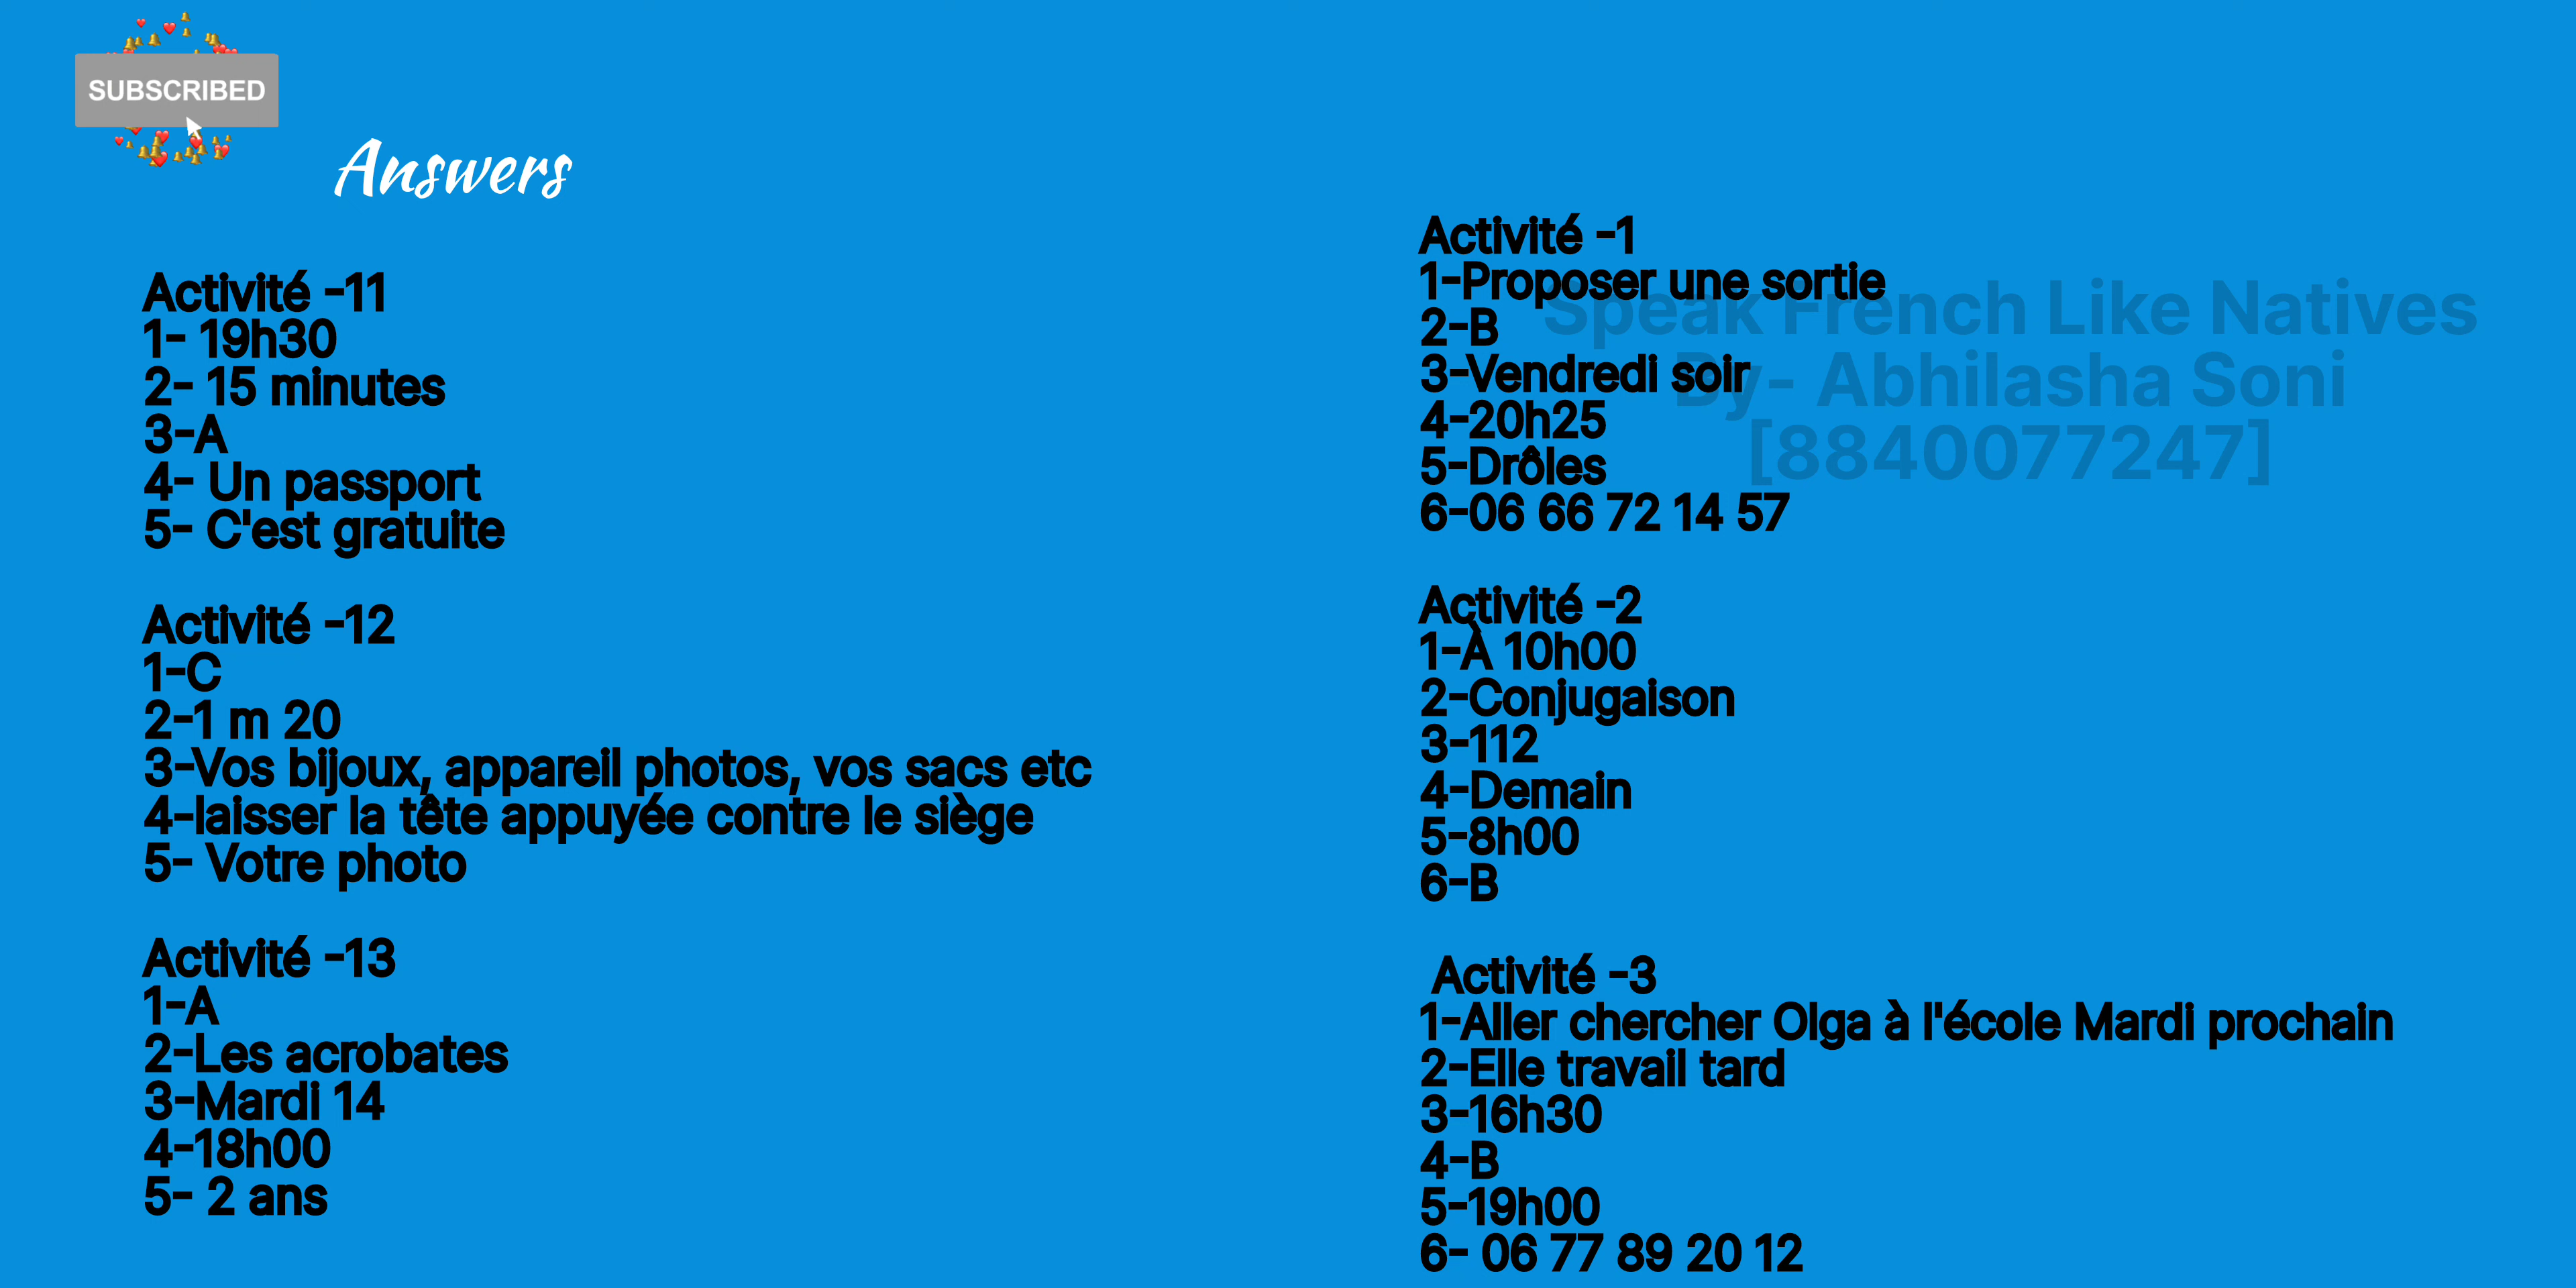 SUBSCRIBED
Answers
Activité -11
1- 19h30
2- 15 minutes
3-A
4- Un passport
5- C'est gratuite
Activité -12
1-C
2-1 m 20
3-Vos bijoux, appareil photos, vos sacs etc
4-laisser la tête appuyée contre le siège
5- Votre photo
Activité -13
1-A
2-Les acrobates
3-Mardi 14
4-18h00
5- 2 ans
Activité -1
1-Proposer une sortie
2-B
3-Vendredi soir
4-20h25
5-Drôles
6-06 66 72 14 57
Activité -2
1-À 10h00
2-Conjugaison
3-112
4-Demain
5-8h00
6-B
Activité -3
1-Aller chercher Olga à l'école Mardi prochain
2-Elle travail tard
3-16h30
4-B
5-19h00
6- 06 77 89 20 12
Speak French Like Natives
By- Abhilasha Soni
[8840077247]